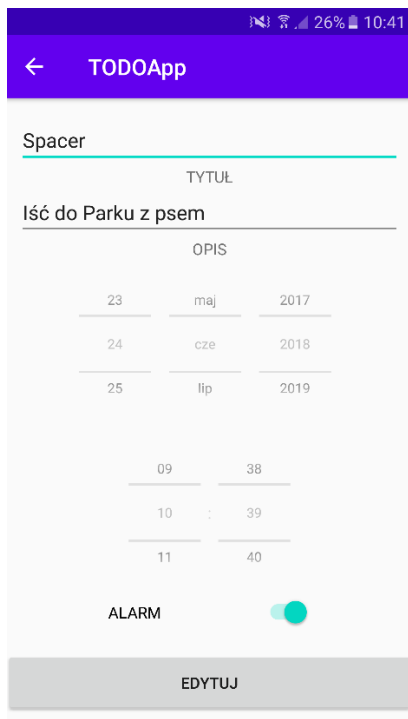 26% 10:41
TODOApp
Spacer
TYTUŁ
Iść do Parku z psem
OPIS
23 maj 2017
24 cze 2018
25 lip 2019
09 38
10 : 39
11 40
ALARM
EDYTUJ